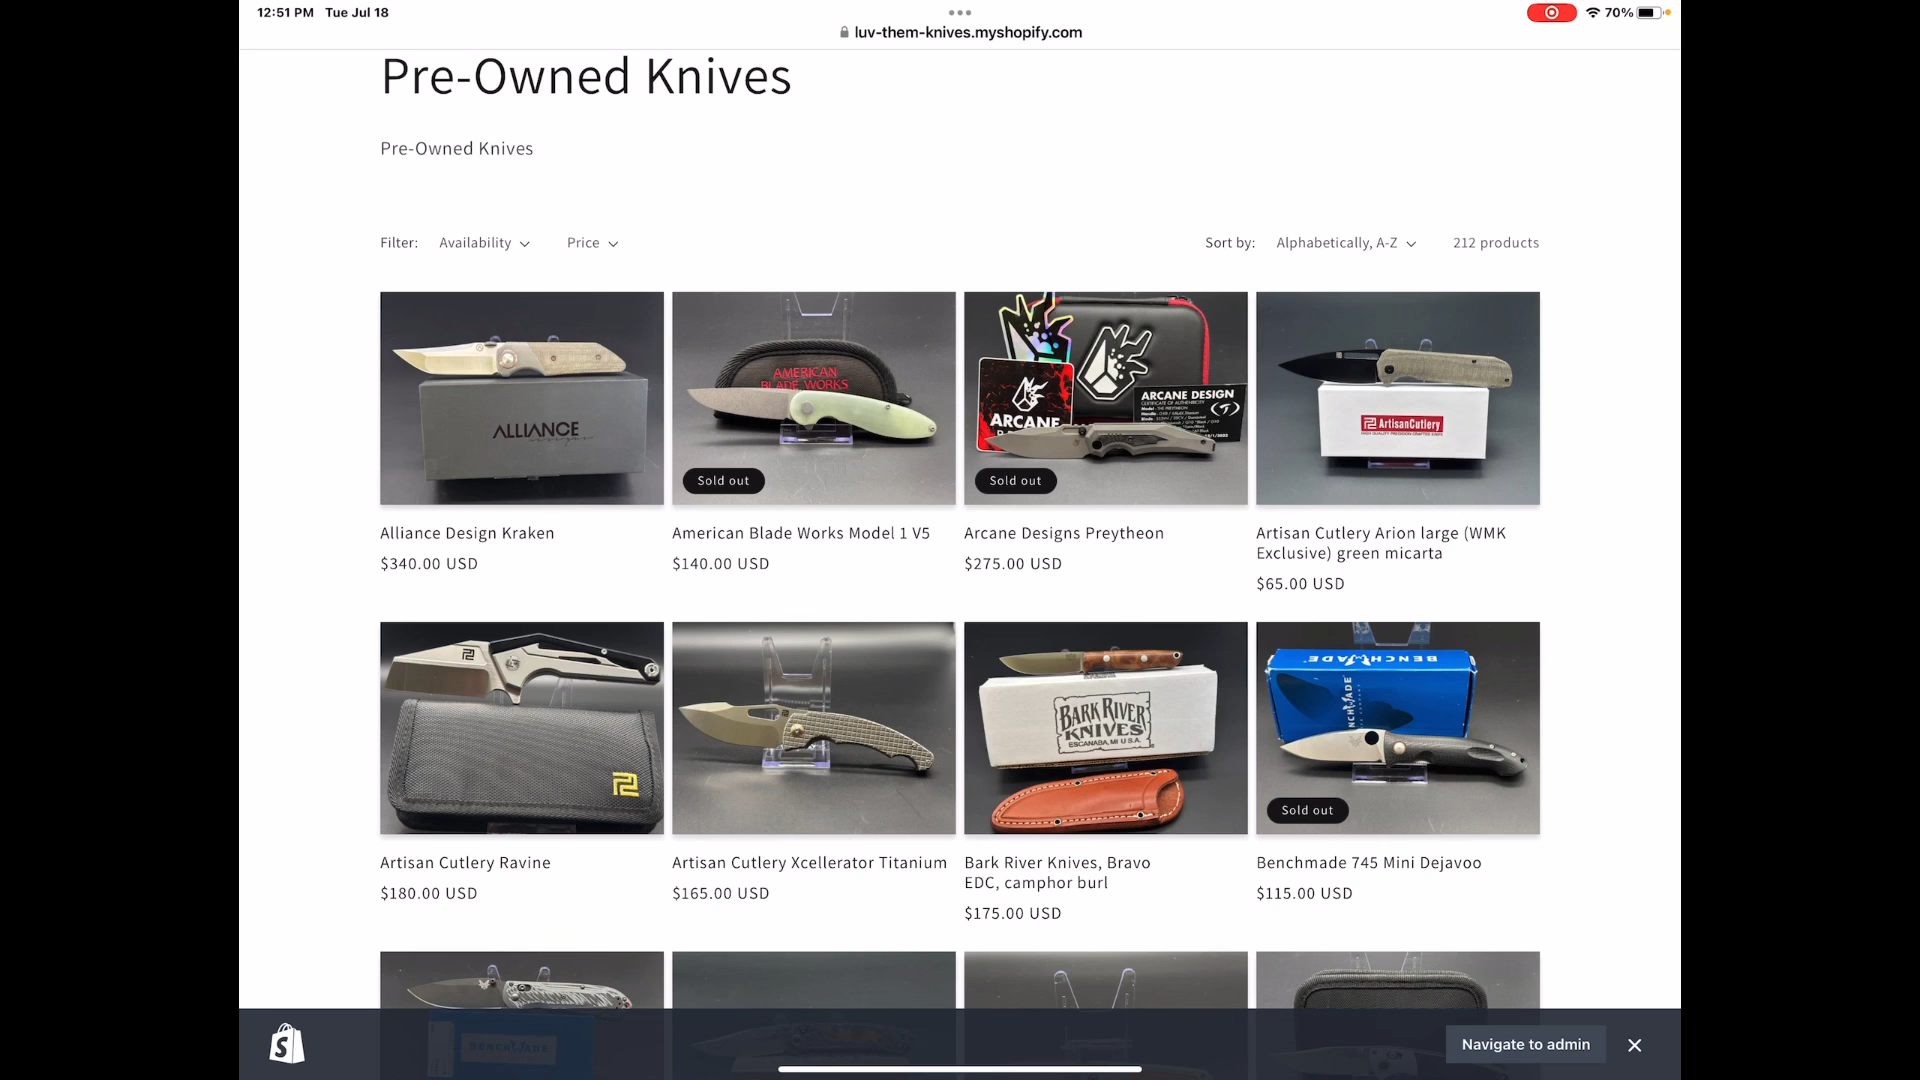 12:51 PM Tue Jul 18
70%
luv-them-knives.myshopify.com
Pre-Owned Knives
Pre-Owned Knives
Filter: Availability Price
Sort by: Alphabetically, A-Z 212 products
ALLIANCE
AMERICAN
BLADE WORKS
Sold out
ARCANE
ARCANE DESIGN
CERTIFICATE OF AUTHENTICITY
Sold out
ArtisanCutlery
Alliance Design Kraken
$340.00 USD
American Blade Works Model 1 V5
$140.00 USD
Arcane Designs Preytheon
$275.00 USD
Artisan Cutlery Arion large (WMK
Exclusive) green micarta
$65.00 USD
BARK RIVER
KNIVES
ESCANABA, MI U.S.A.
BENCHMADE
Sold out
Artisan Cutlery Ravine
$180.00 USD
Artisan Cutlery Xcellerator Titanium
$165.00 USD
Bark River Knives, Bravo
EDC, camphor burl
$175.00 USD
Benchmade 745 Mini Dejavoo
$115.00 USD
BENCHMADE
Navigate to admin